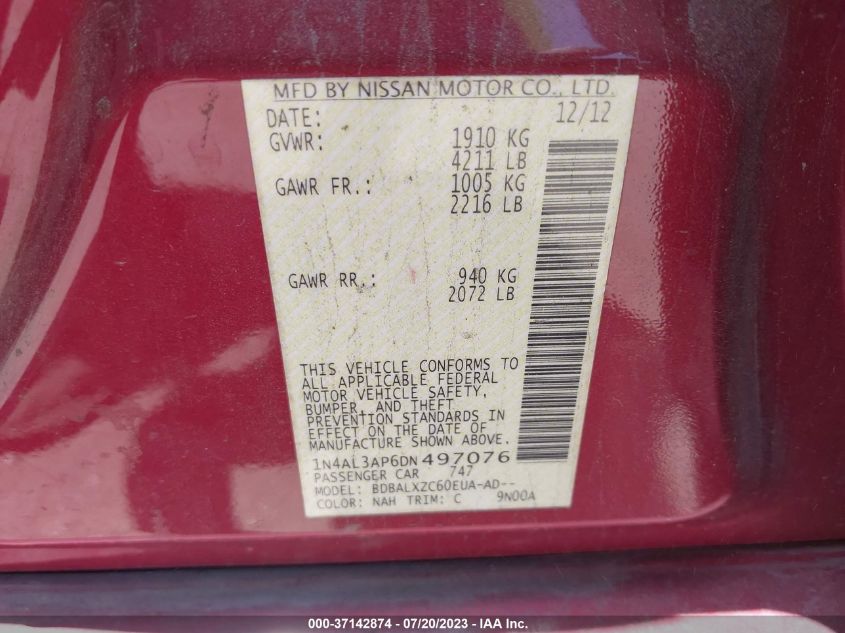 MFD BY NISSAN MOTOR CO., LTD.
DATE: 12/12
GVWR: 1910 KG
4211 LB
GAWR FR.: 1005 KG
2216 LB
GAWR RR.: 940 KG
2072 LB
THIS VEHICLE CONFORMS TO
ALL APPLICABLE FEDERAL
MOTOR VEHICLE SAFETY,
BUMPER, AND THEFT
PREVENTION STANDARDS IN
EFFECT ON THE DATE OF
MANUFACTURE SHOWN ABOVE.
1N4AL3AP6DN497076
PASSENGER CAR 747
MODEL: BDBALXZC60EUA-AD--
COLOR: NAH TRIM: C 9N00A
000-37142874 / 07/20/2023 / IAA Inc.